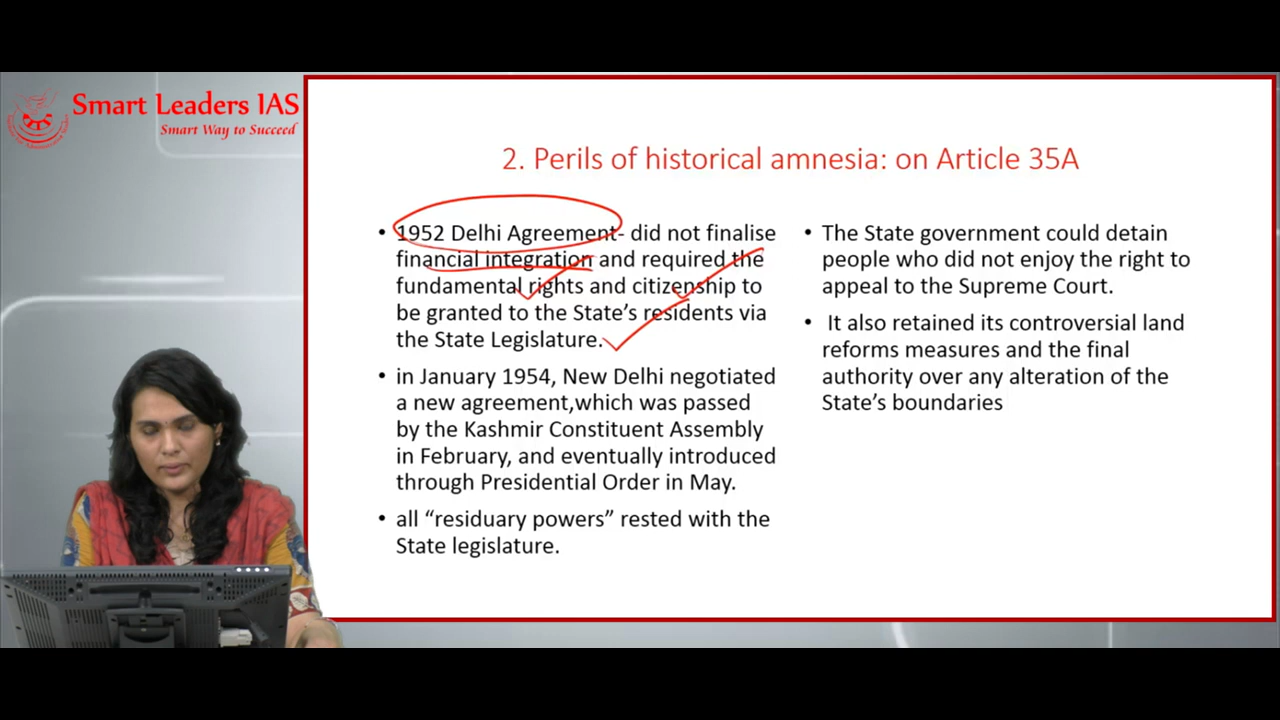 Smart Leaders IAS
Smart Way to Succeed
2. Perils of historical amnesia: on Article 35A
• 1952 Delhi Agreement- did not finalise
financial integration and required the
fundamental rights and citizenship to
be granted to the State’s residents via
the State Legislature.
• in January 1954, New Delhi negotiated
a new agreement,which was passed
by the Kashmir Constituent Assembly
in February, and eventually introduced
through Presidential Order in May.
• all “residuary powers” rested with the
State legislature.
• The State government could detain
people who did not enjoy the right to
appeal to the Supreme Court.
• It also retained its controversial land
reforms measures and the final
authority over any alteration of the
State’s boundaries